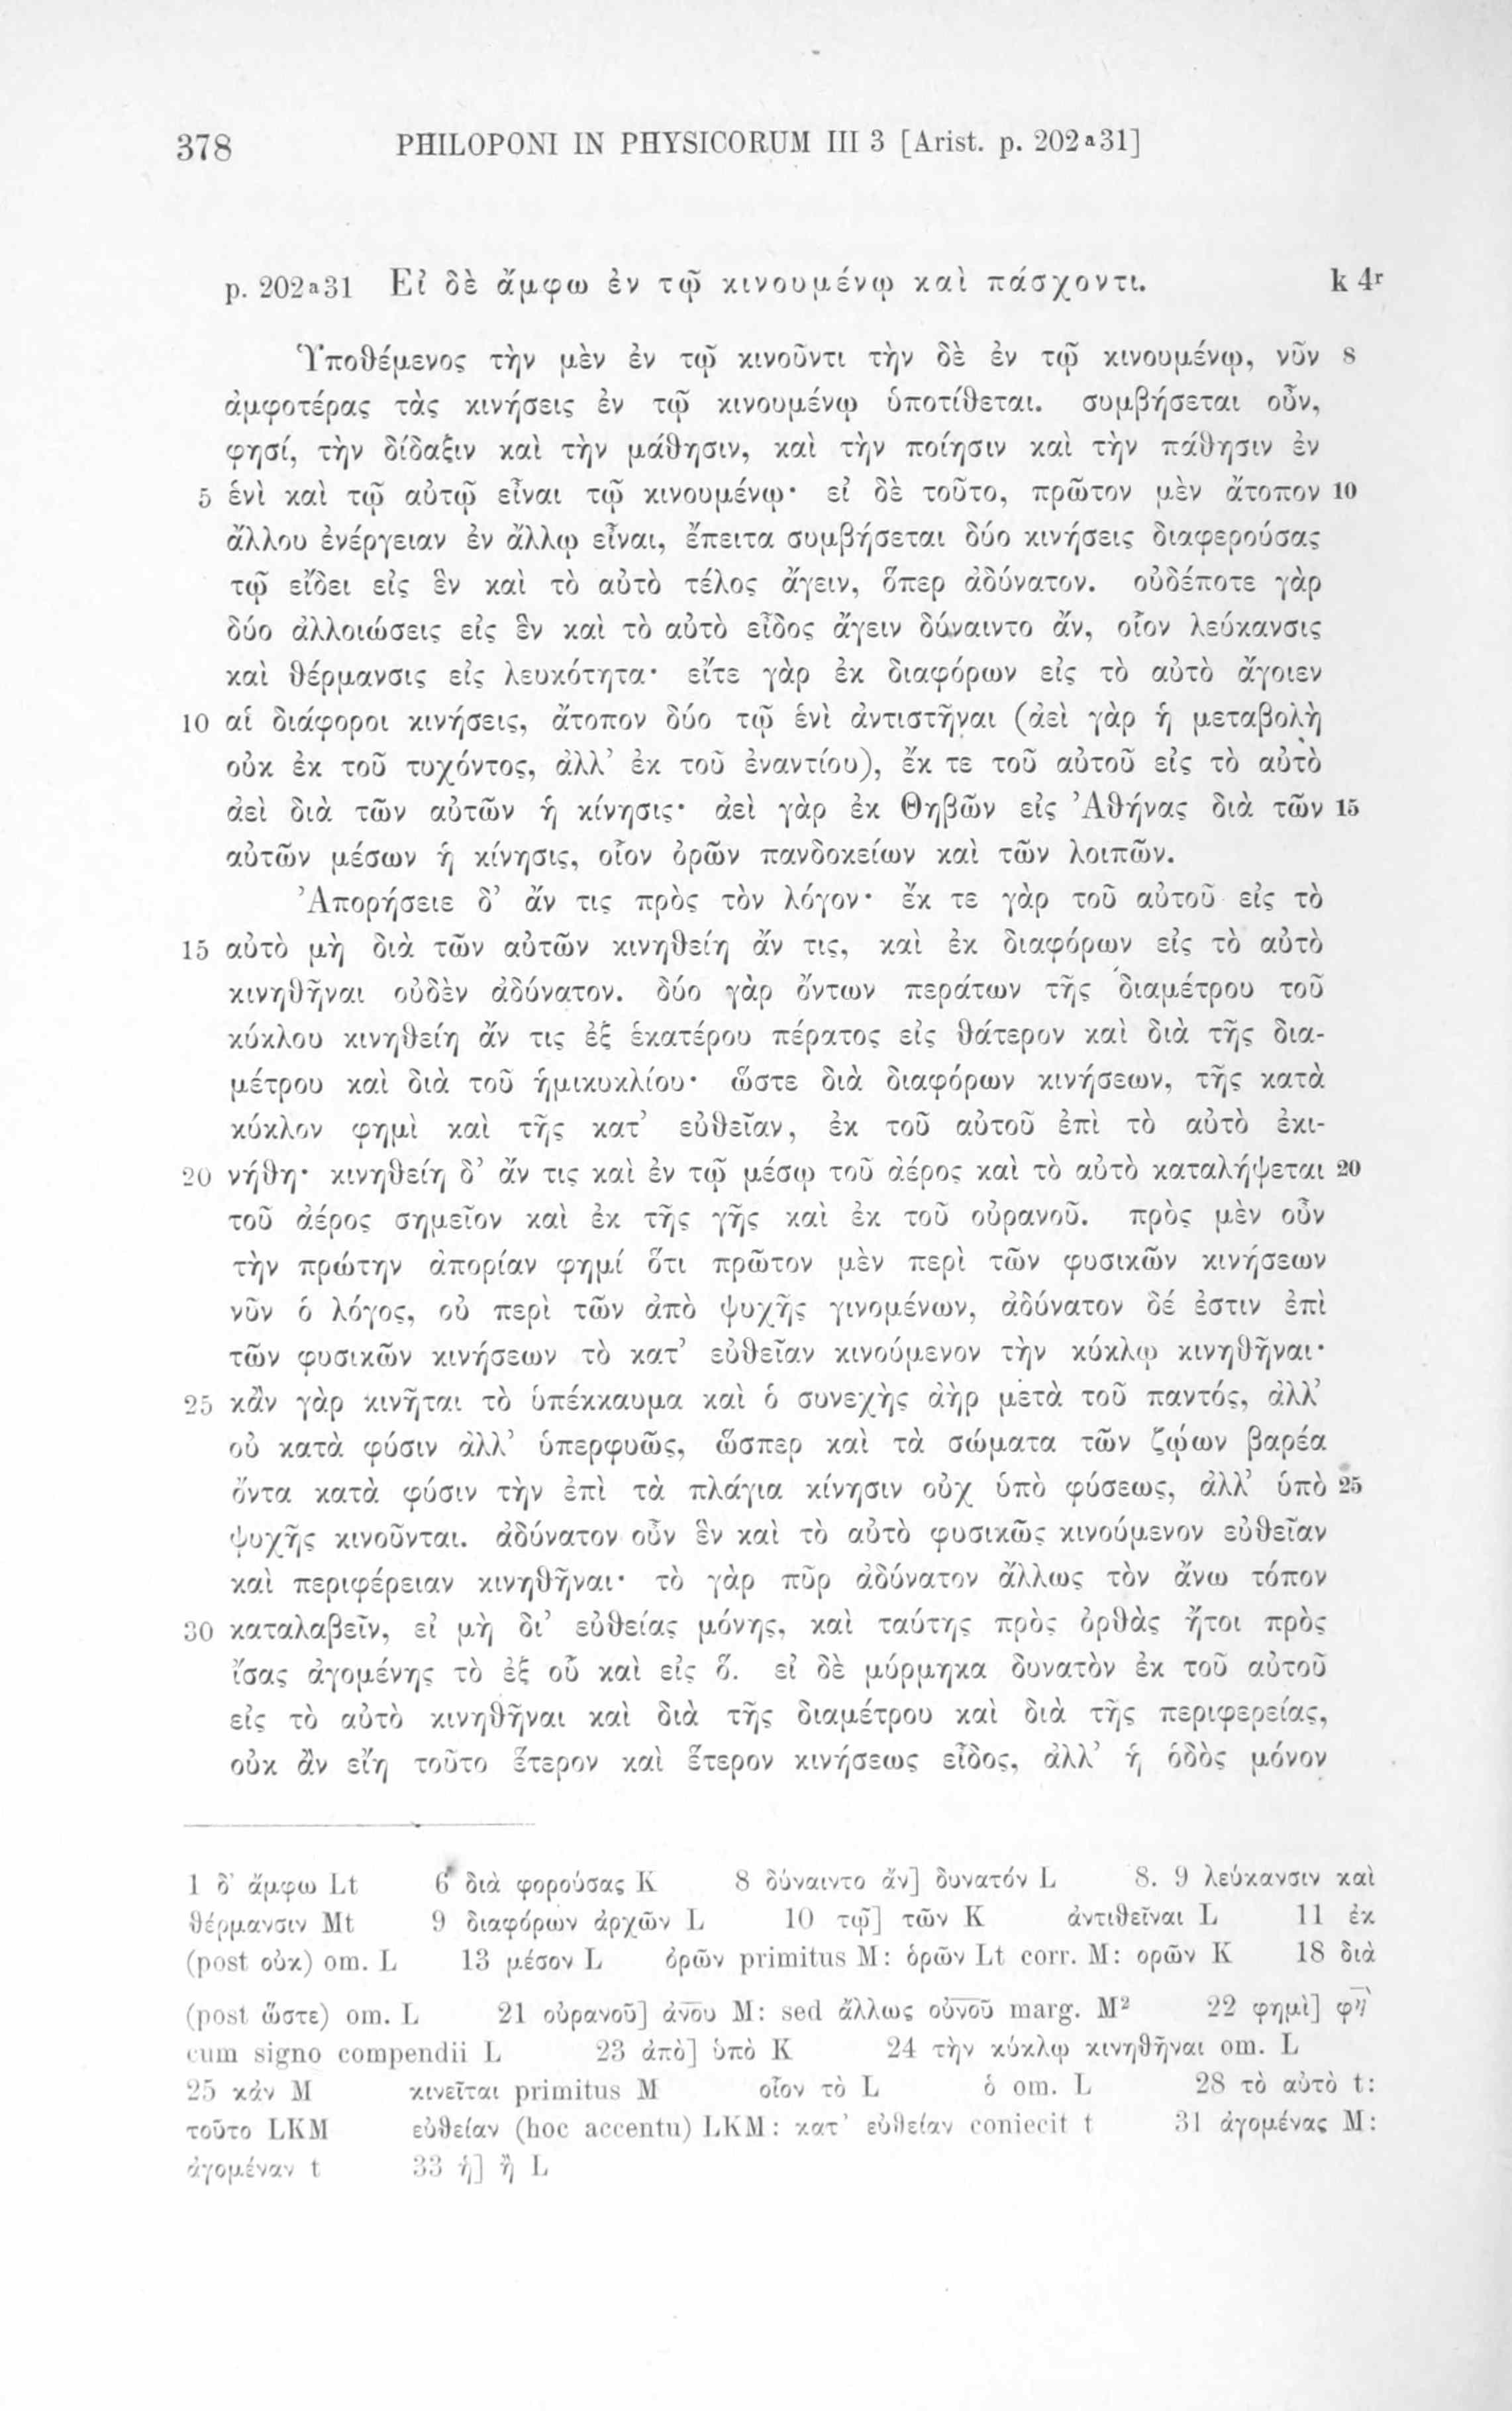 378 PHILOPONI IN PHYSICORUM III 3 [Arist. p. 202ᵃ31]
p. 202ᵃ31 Εἰ δὲ ἄμφω ἐν τῷ κινουμένῳ καὶ πάσχοντι. k 4ʳ
Ὑποθέμενος τὴν μὲν ἐν τῷ κινοῦντι τὴν δὲ ἐν τῷ κινουμένῳ, νῦν 8
ἀμφοτέρας τὰς κινήσεις ἐν τῷ κινουμένῳ ὑποτίθεται. συμβήσεται οὖν,
φησί, τὴν δίδαξιν καὶ τὴν μάθησιν, καὶ τὴν ποίησιν καὶ τὴν πάθησιν ἐν
5 ἑνὶ καὶ τῷ αὐτῷ εἶναι τῷ κινουμένῳ· εἰ δὲ τοῦτο, πρῶτον μὲν ἄτοπον 10
ἄλλου ἐνέργειαν ἐν ἄλλῳ εἶναι, ἔπειτα συμβήσεται δύο κινήσεις διαφερούσας
τῷ εἴδει εἰς ἓν καὶ τὸ αὐτὸ τέλος ἄγειν, ὅπερ ἀδύνατον. οὐδέποτε γὰρ
δύο ἀλλοιώσεις εἰς ἓν καὶ τὸ αὐτὸ εἶδος ἄγειν δύναιντο ἄν, οἷον λεύκανσις
καὶ θέρμανσις εἰς λευκότητα· εἴτε γὰρ ἐκ διαφόρων εἰς τὸ αὐτὸ ἄγοιεν
10 αἱ διάφοροι κινήσεις, ἄτοπον δύο τῷ ἑνὶ ἀντιστῆναι (ἀεὶ γὰρ ἡ μεταβολὴ
οὐκ ἐκ τοῦ τυχόντος, ἀλλ’ ἐκ τοῦ ἐναντίου), ἔκ τε τοῦ αὐτοῦ εἰς τὸ αὐτὸ
ἀεὶ διὰ τῶν αὐτῶν ἡ κίνησις· ἀεὶ γὰρ ἐκ Θηβῶν εἰς Ἀθήνας διὰ τῶν 15
αὐτῶν μέσων ἡ κίνησις, οἷον ὀρῶν πανδοκείων καὶ τῶν λοιπῶν.
Ἀπορήσειε δ’ ἄν τις πρὸς τὸν λόγον· ἔκ τε γὰρ τοῦ αὐτοῦ εἰς τὸ
15 αὐτὸ μὴ διὰ τῶν αὐτῶν κινηθείη ἄν τις, καὶ ἐκ διαφόρων εἰς τὸ αὐτὸ
κινηθῆναι οὐδὲν ἀδύνατον. δύο γὰρ ὄντων περάτων τῆς διαμέτρου τοῦ
κύκλου κινηθείη ἄν τις ἐξ ἑκατέρου πέρατος εἰς θάτερον καὶ διὰ τῆς δια-
μέτρου καὶ διὰ τοῦ ἡμικυκλίου· ὥστε διὰ διαφόρων κινήσεων, τῆς κατὰ
κύκλον φημὶ καὶ τῆς κατ’ εὐθεῖαν, ἐκ τοῦ αὐτοῦ ἐπὶ τὸ αὐτὸ ἐκι-
20 νήθη· κινηθείη δ’ ἄν τις καὶ ἐν τῷ μέσῳ τοῦ ἀέρος καὶ τὸ αὐτὸ καταλήψεται 20
τοῦ ἀέρος σημεῖον καὶ ἐκ τῆς γῆς καὶ ἐκ τοῦ οὐρανοῦ. πρὸς μὲν οὖν
τὴν πρώτην ἀπορίαν φημί ὅτι πρῶτον μὲν περὶ τῶν φυσικῶν κινήσεων
νῦν ὁ λόγος, οὐ περὶ τῶν ἀπὸ ψυχῆς γινομένων, ἀδύνατον δέ ἐστιν ἐπὶ
τῶν φυσικῶν κινήσεων τὸ κατ’ εὐθεῖαν κινούμενον τὴν κύκλῳ κινηθῆναι·
25 κἂν γὰρ κινῆται τὸ ὑπέκκαυμα καὶ ὁ συνεχὴς ἀὴρ μετὰ τοῦ παντός, ἀλλ’
οὐ κατὰ φύσιν ἀλλ’ ὑπερφυῶς, ὥσπερ καὶ τὰ σώματα τῶν ζῴων βαρέα
ὄντα κατὰ φύσιν τὴν ἐπὶ τὰ πλάγια κίνησιν οὐχ ὑπὸ φύσεως, ἀλλ’ ὑπὸ 25
ψυχῆς κινοῦνται. ἀδύνατον οὖν ἓν καὶ τὸ αὐτὸ φυσικῶς κινούμενον εὐθεῖαν
καὶ περιφέρειαν κινηθῆναι· τὸ γὰρ πῦρ ἀδύνατον ἄλλως τὸν ἄνω τόπον
30 καταλαβεῖν, εἰ μὴ δι’ εὐθείας μόνης, καὶ ταύτης πρὸς ὀρθὰς ἤτοι πρὸς
ἴσας ἀγομένης τὸ ἐξ οὗ καὶ εἰς ὅ. εἰ δὲ μύρμηκα δυνατὸν ἐκ τοῦ αὐτοῦ
εἰς τὸ αὐτὸ κινηθῆναι καὶ διὰ τῆς διαμέτρου καὶ διὰ τῆς περιφερείας,
οὐκ ἂν εἴη τοῦτο ἕτερον καὶ ἕτερον κινήσεως εἶδος, ἀλλ’ ἡ ὁδὸς μόνον
1 δ’ ἄμφω Lt 6 διὰ φορούσας K 8 δύναιντο ἄν] δυνατόν L 8. 9 λεύκανσιν καὶ
θέρμανσιν Mt 9 διαφόρων ἀρχῶν L 10 τῷ] τῶν K ἀντιθεῖναι L 11 ἐκ
(post οὐκ) om. L 13 μέσον L ὀρῶν primitus M: ὁρῶν Lt corr. M: ορῶν K 18 διὰ
(post ὥστε) om. L 21 οὐρανοῦ] ἀνου M: sed ἄλλως οὐνοῦ marg. M² 22 φημὶ] φη
cum signo compendii L 23 ἀπὸ] ὑπὸ K 24 τὴν κύκλῳ κινηθῆναι om. L
25 κἀν M κινεῖται primitus M οἷον τὸ L ὁ om. L 28 τὸ αὐτὸ t:
τοῦτο LKM εὐθείαν (hoc accentu) LKM: κατ’ εὐθείαν coniecit t 31 ἀγομένας M:
ἀγομέναν t 33 ἡ] ἢ L